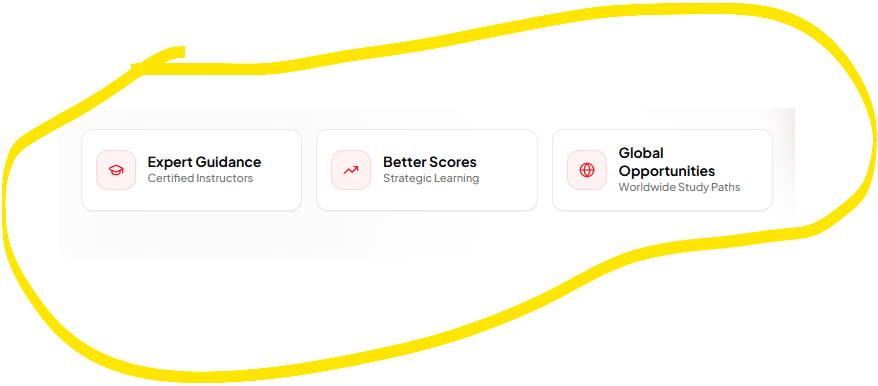 Expert Guidance
Certified Instructors
Better Scores
Strategic Learning
Global
Opportunities
Worldwide Study Paths